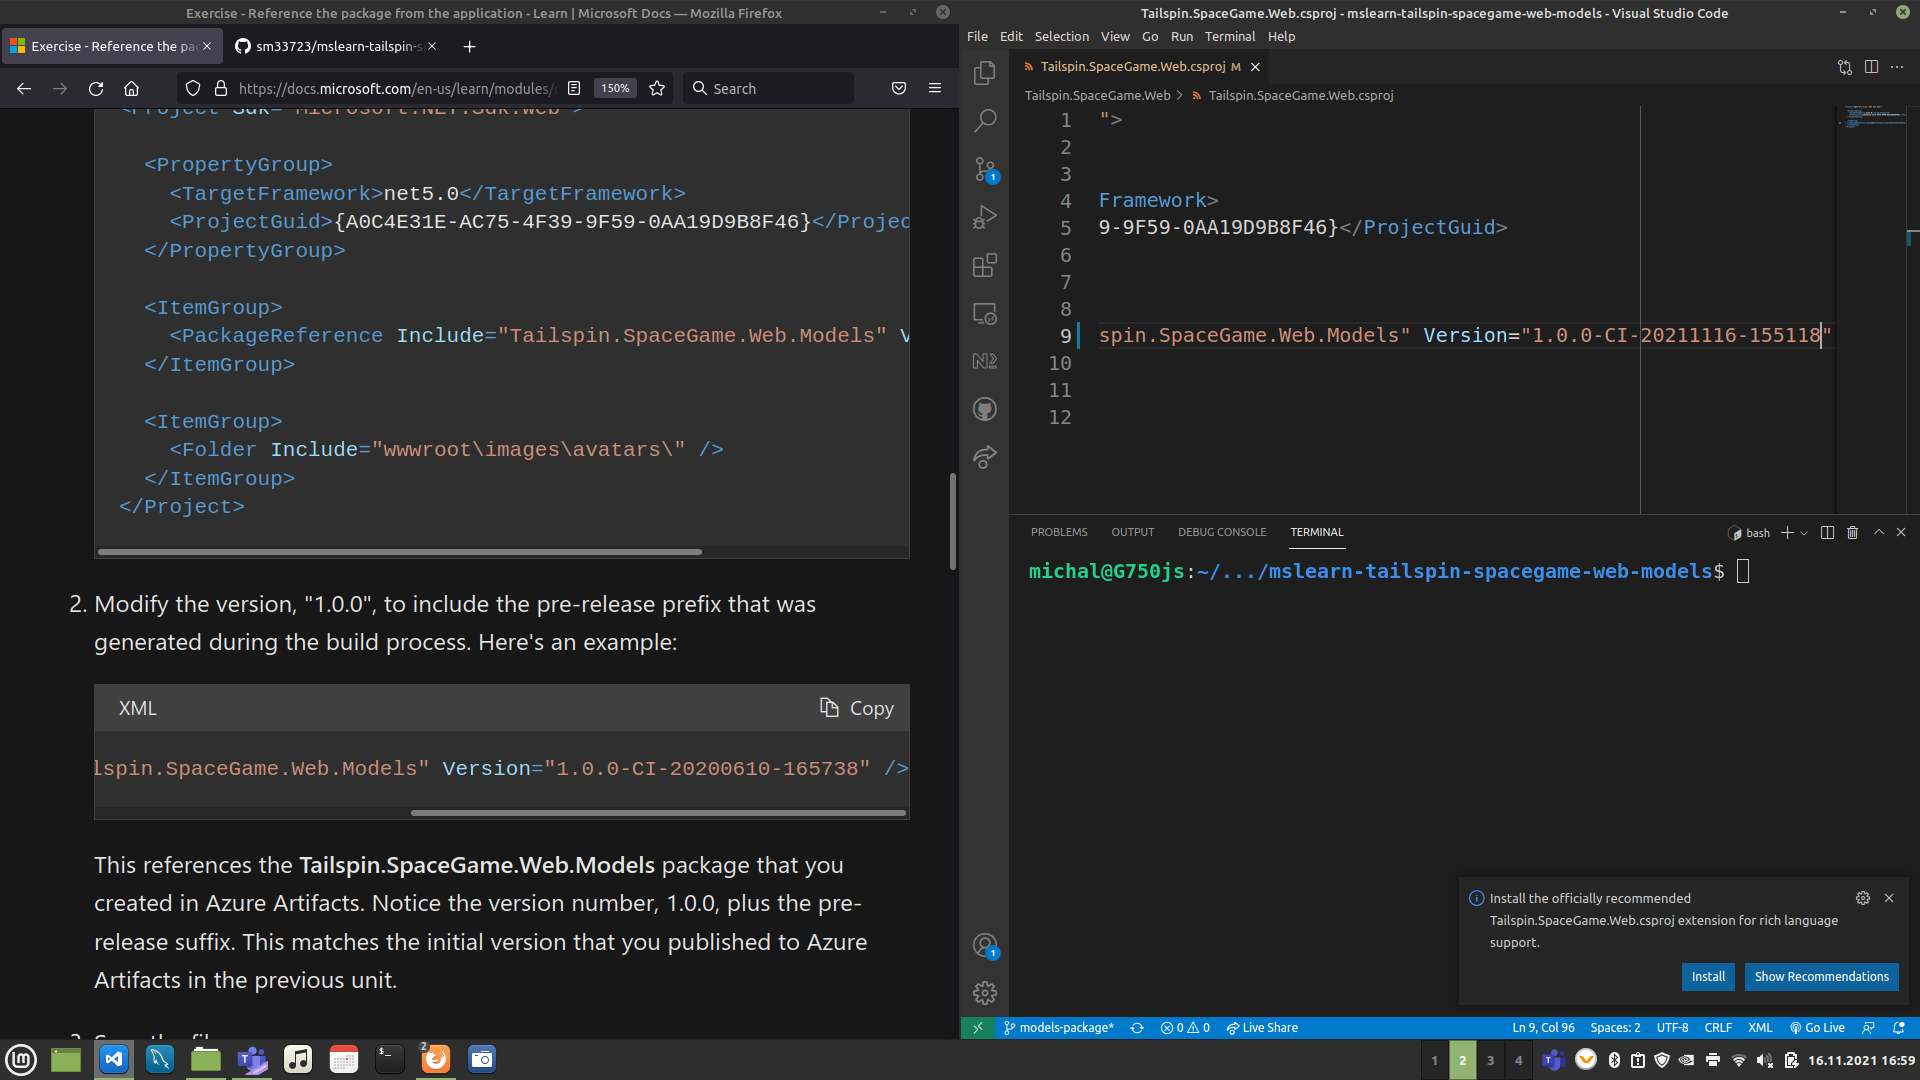 Exercise - Reference the package from the application - Learn | Microsoft Docs — Mozilla Firefox
Exercise - Reference the pac
sm33723/mslearn-tailspin-s
https://docs.microsoft.com/en-us/learn/modules/
150%
Search
<Project Sdk="Microsoft.NET.Sdk.Web">
<PropertyGroup>
<TargetFramework>net5.0</TargetFramework>
<ProjectGuid>{A0C4E31E-AC75-4F39-9F59-0AA19D9B8F46}</Projec
</PropertyGroup>
<ItemGroup>
<PackageReference Include="Tailspin.SpaceGame.Web.Models" V
</ItemGroup>
<ItemGroup>
<Folder Include="wwwroot\images\avatars\" />
</ItemGroup>
</Project>
2. Modify the version, "1.0.0", to include the pre-release prefix that was
generated during the build process. Here's an example:
XML
Copy
lspin.SpaceGame.Web.Models" Version="1.0.0-CI-20200610-165738" />
This references the Tailspin.SpaceGame.Web.Models package that you
created in Azure Artifacts. Notice the version number, 1.0.0, plus the pre-
release suffix. This matches the initial version that you published to Azure
Artifacts in the previous unit.
3. Save the file
Tailspin.SpaceGame.Web.csproj - mslearn-tailspin-spacegame-web-models - Visual Studio Code
File Edit Selection View Go Run Terminal Help
Tailspin.SpaceGame.Web.csproj M
Tailspin.SpaceGame.Web > Tailspin.SpaceGame.Web.csproj
1 ">
2
3
4 Framework>
5 9-9F59-0AA19D9B8F46}</ProjectGuid>
6
7
8
9 spin.SpaceGame.Web.Models" Version="1.0.0-CI-20211116-155118"
10
11
12
1
1
PROBLEMS OUTPUT DEBUG CONSOLE TERMINAL
bash
michal@G750js:~/.../mslearn-tailspin-spacegame-web-models$
Install the officially recommended
Tailspin.SpaceGame.Web.csproj extension for rich language
support.
Install
Show Recommendations
models-package* 0 0 Live Share
Ln 9, Col 96 Spaces: 2 UTF-8 CRLF XML Go Live
2
1 2 3 4
16.11.2021 16:59